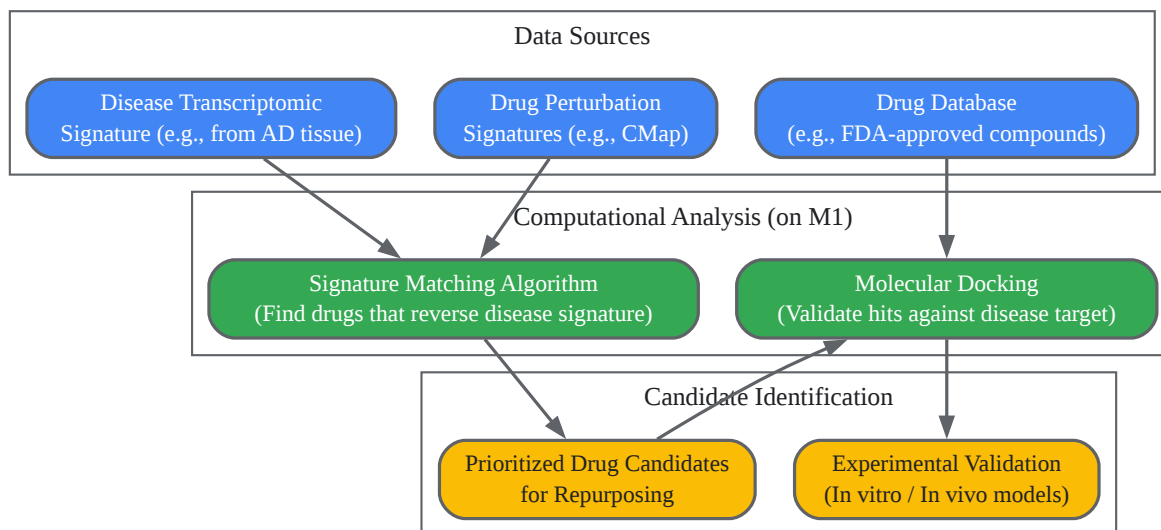 Data Sources
Disease Transcriptomic
Signature (e.g., from AD tissue)
Drug Perturbation
Signatures (e.g., CMap)
Drug Database
(e.g., FDA-approved compounds)
Computational Analysis (on M1)
Signature Matching Algorithm
(Find drugs that reverse disease signature)
Molecular Docking
(Validate hits against disease target)
Candidate Identification
Prioritized Drug Candidates
for Repurposing
Experimental Validation
(In vitro / In vivo models)